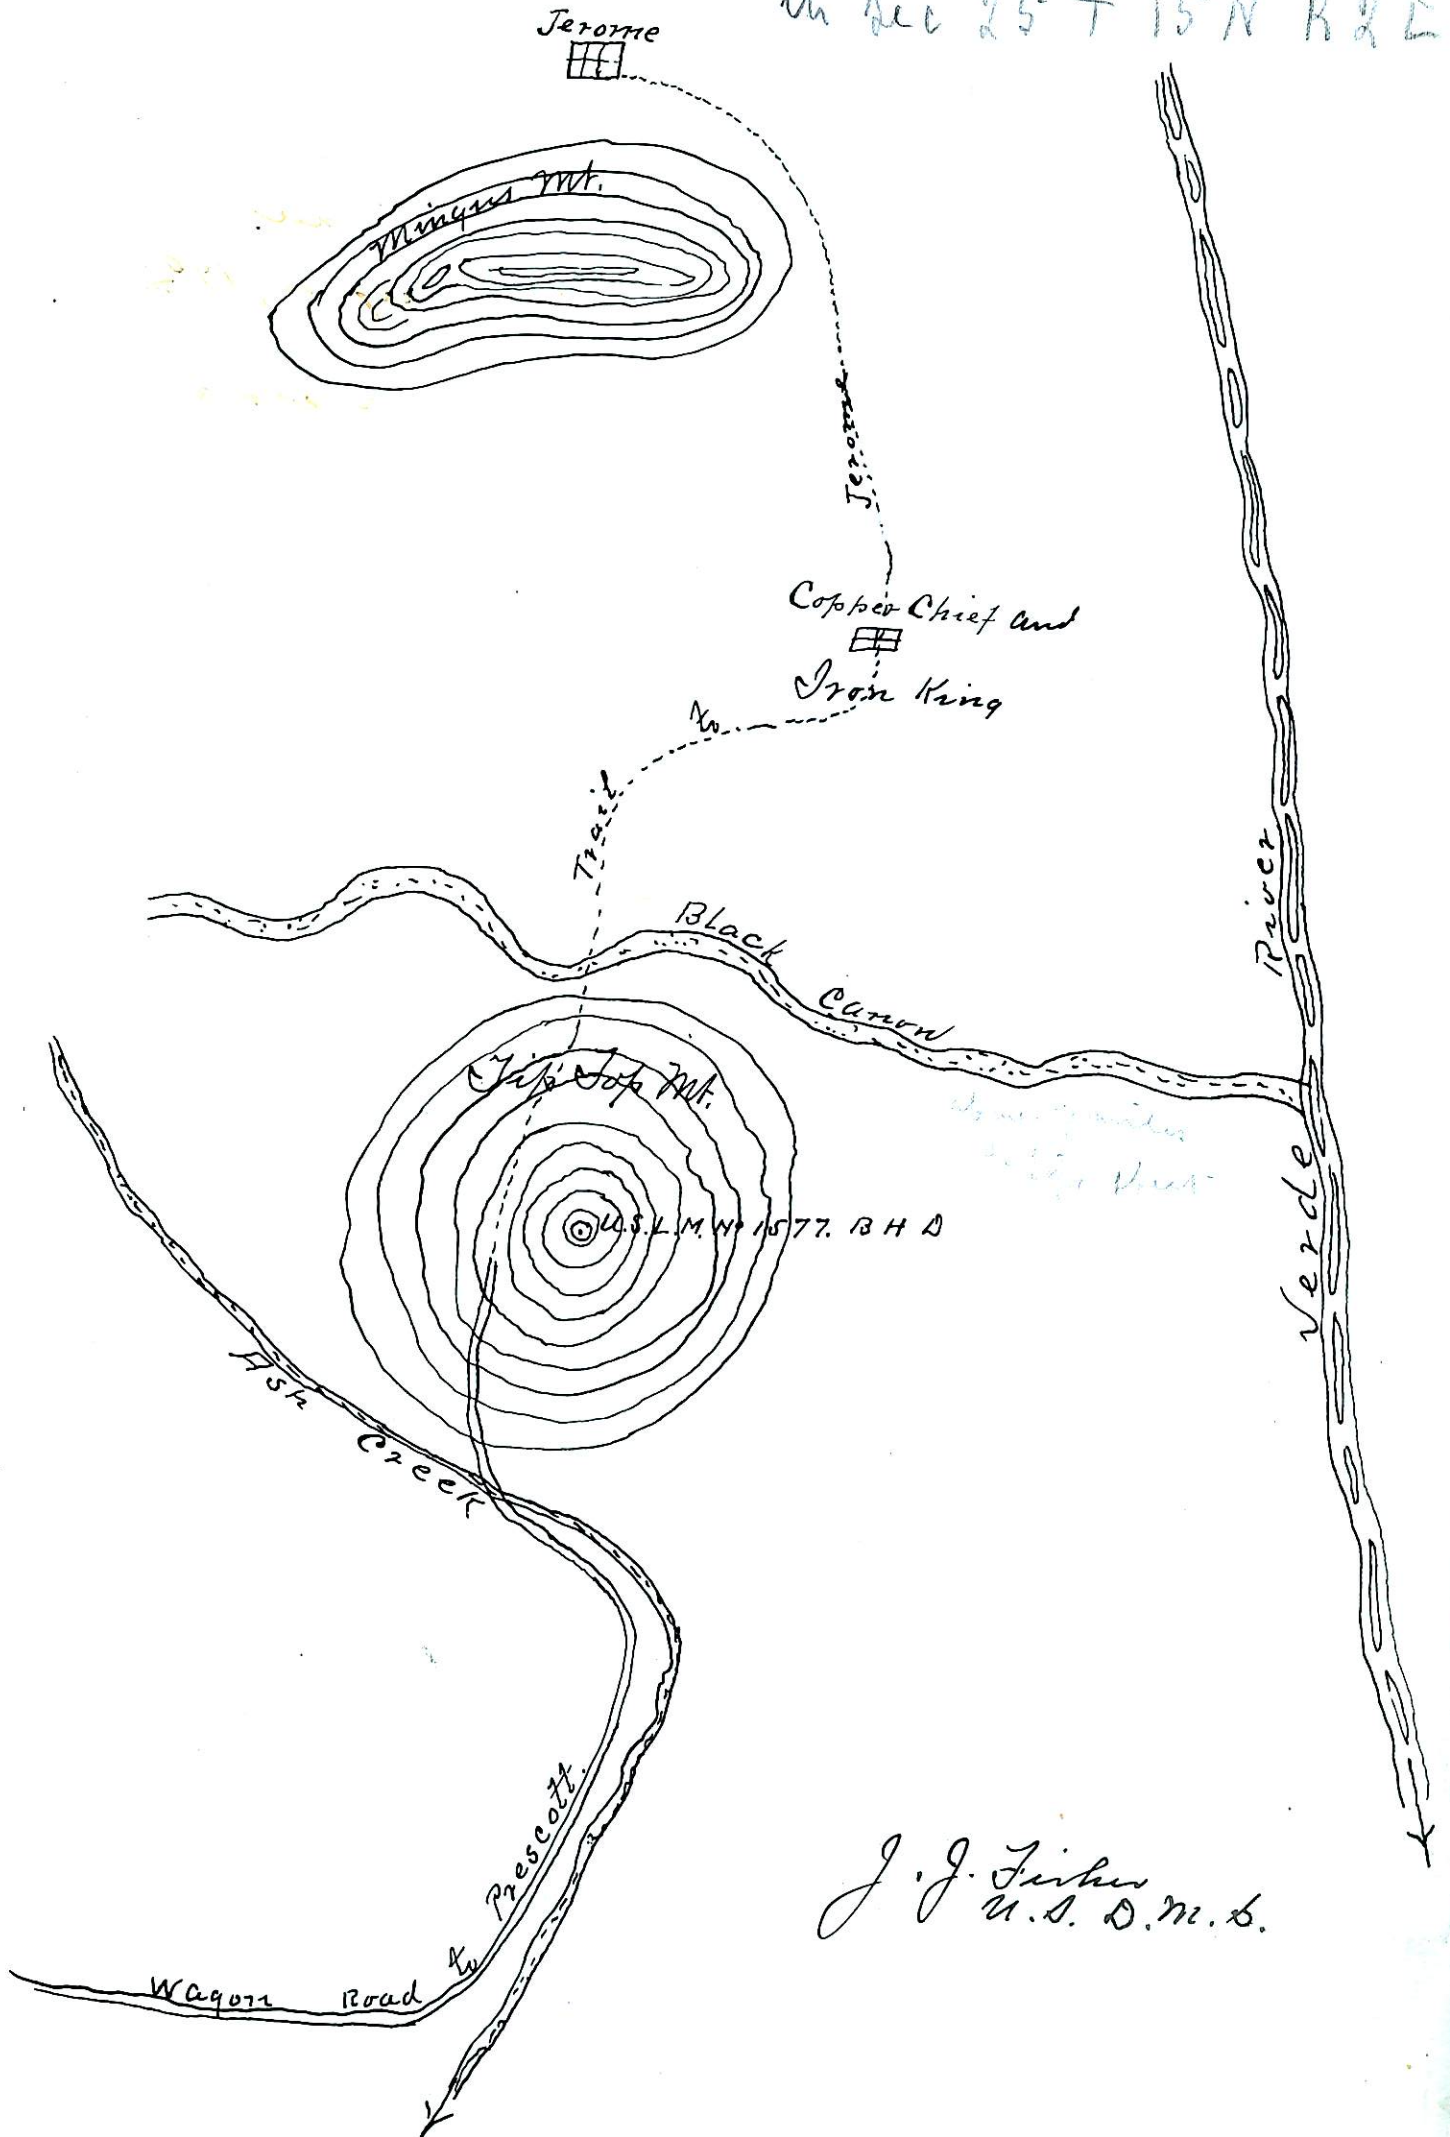 in Sec 25 T 15 N R 2 E
Jerome
Mingus Mt.
Jerome
Copper Chief and
Iron King
to
Trail
Black
Canon
River
Tip Top Mt.
U.S.L.M. No 1577. B H D
Verde
Ash
Creek
Prescott.
to
Wagon Road
J. J. Fisher
U. S. D. M. S.